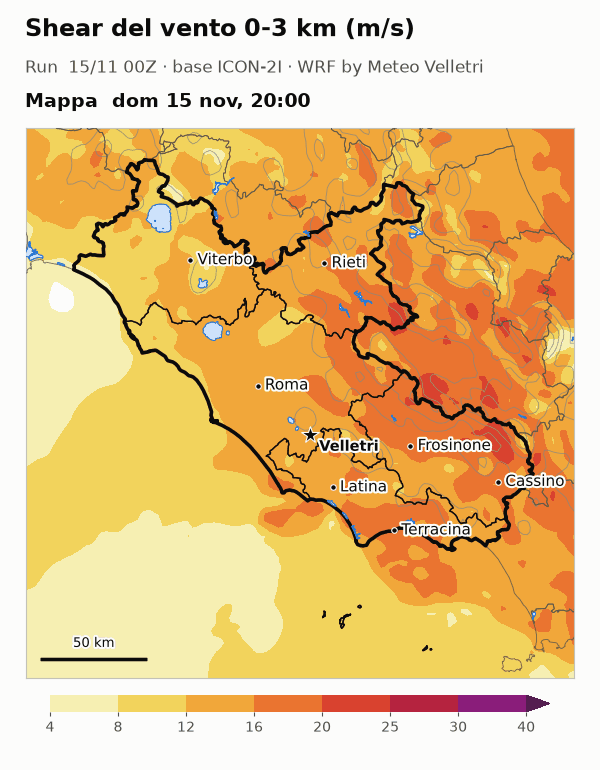 Shear del vento 0-3 km (m/s)
Run  15/11 00Z · base ICON-2I · WRF by Meteo Velletri
Mappa  dom 15 nov, 20:00
Viterbo
Rieti
Roma
Velletri
Frosinone
Cassino
Latina
Terracina
50 km
4 8 12 16 20 25 30 40